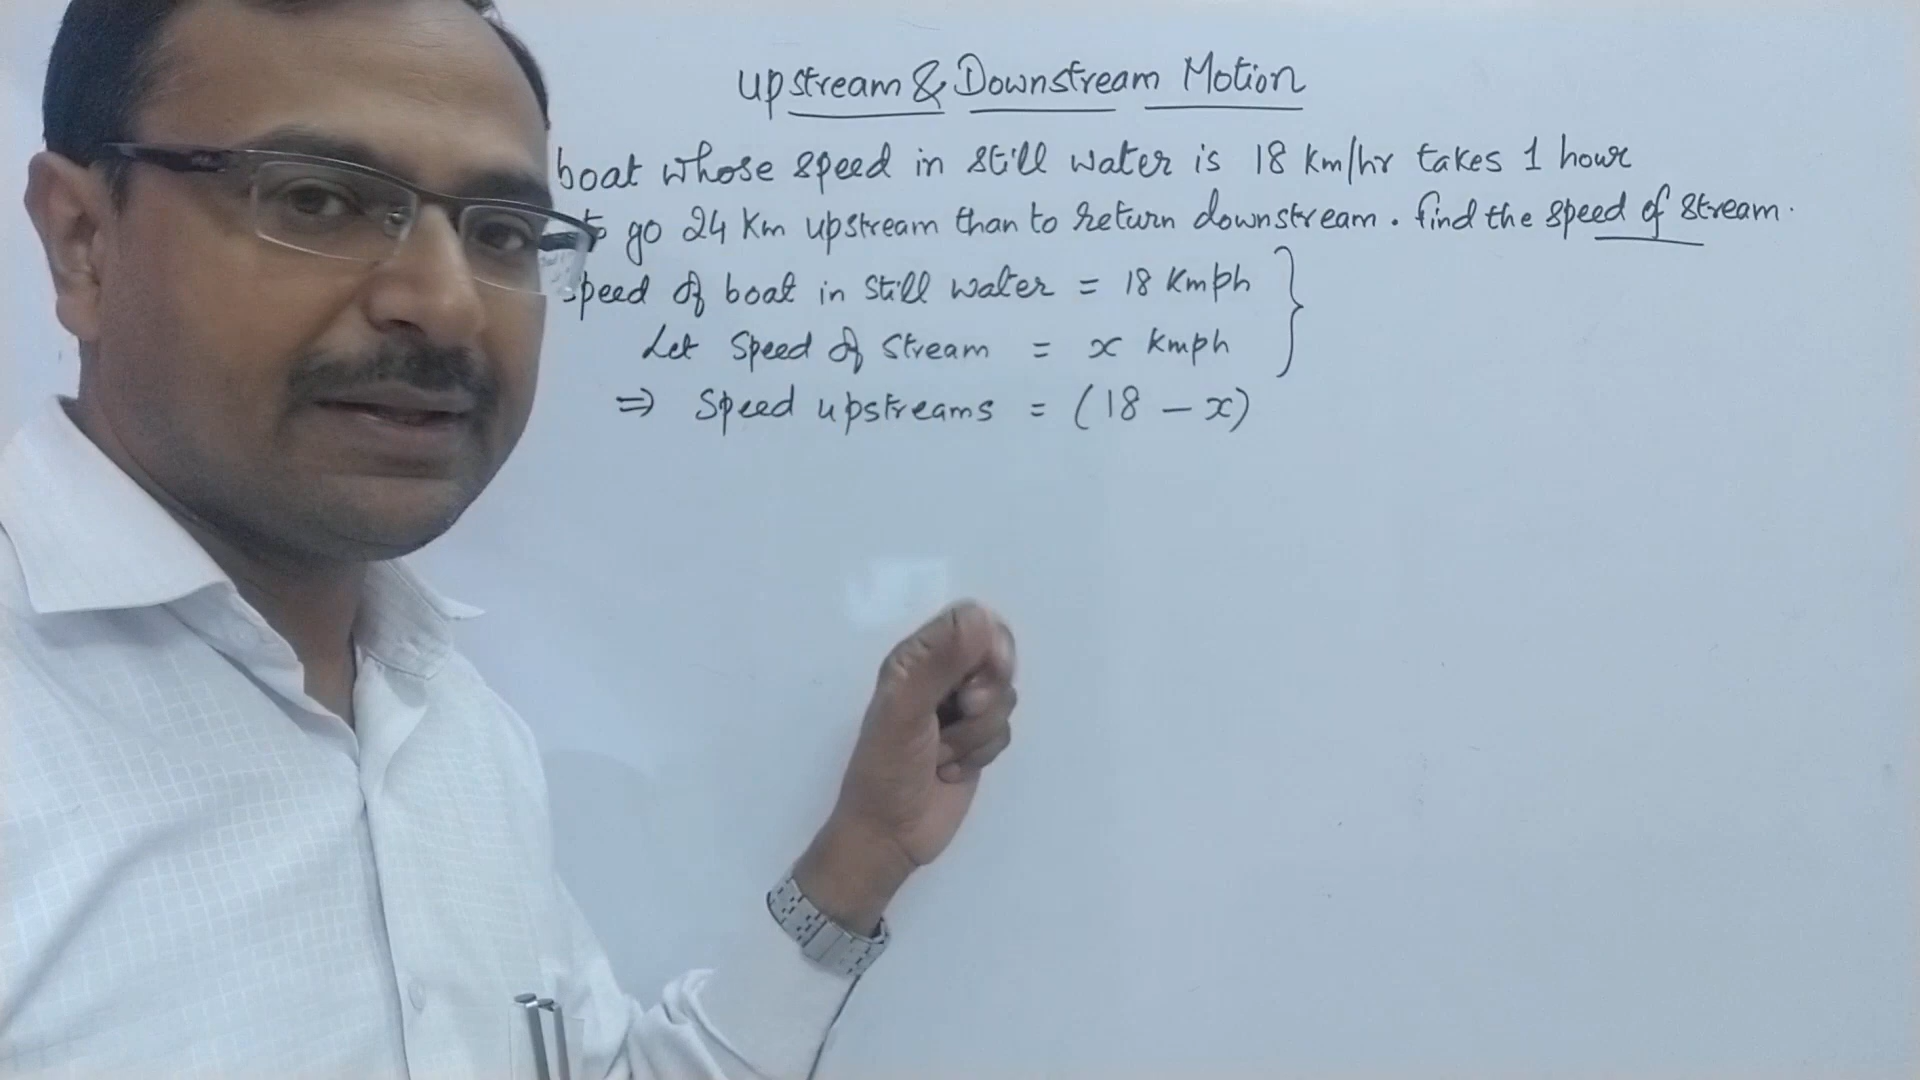 Upstream & Downstream Motion
boat whose speed in still water is 18 Km/hr takes 1 hour
to go 24 Km upstream than to return downstream. find the speed of stream.
speed of boat in still water = 18 Kmph
Let speed of stream = x Kmph
⇒ Speed upstreams = (18 - x)